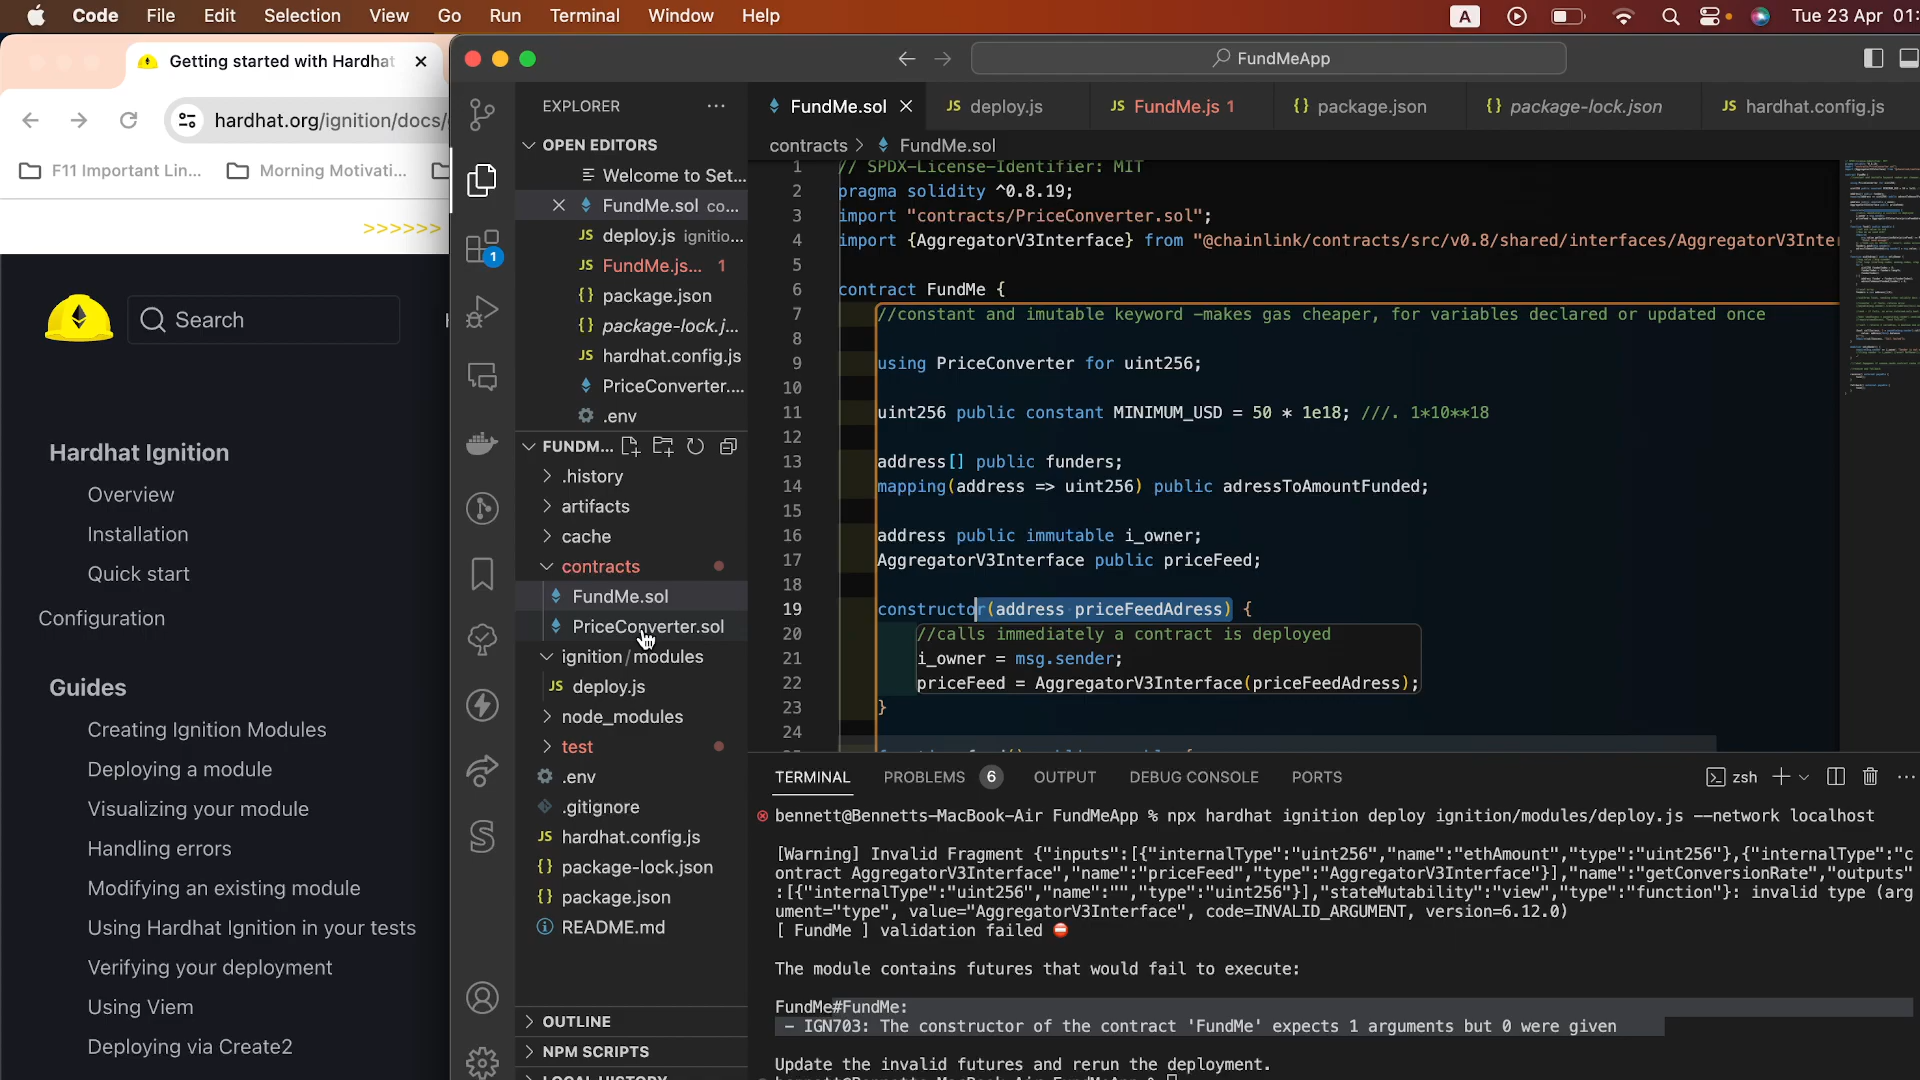 Code File Edit Selection View Go Run Terminal Window Help
A
Tue 23 Apr 01:
Getting started with Hardhat
hardhat.org/ignition/docs/
F11 Important Lin... Morning Motivati...
>>>>>>
Search
Hardhat Ignition
Overview
Installation
Quick start
Configuration
Guides
Creating Ignition Modules
Deploying a module
Visualizing your module
Handling errors
Modifying an existing module
Using Hardhat Ignition in your tests
Verifying your deployment
Using Viem
Deploying via Create2
FundMeApp
EXPLORER
OPEN EDITORS
Welcome to Set...
FundMe.sol co...
JS deploy.js ignitio...
JS FundMe.js... 1
{} package.json
{} package-lock.j...
JS hardhat.config.js
PriceConverter....
.env
FUNDM...
.history
artifacts
cache
contracts
FundMe.sol
PriceConverter.sol
ignition/modules
JS deploy.js
node_modules
test
.env
.gitignore
JS hardhat.config.js
{} package-lock.json
{} package.json
README.md
OUTLINE
NPM SCRIPTS
LOCAL HISTORY
1
FundMe.sol JS deploy.js JS FundMe.js 1 {} package.json {} package-lock.json JS hardhat.config.js
contracts > FundMe.sol
1 // SPDX-License-Identifier: MIT
2 pragma solidity ^0.8.19;
3 import "contracts/PriceConverter.sol";
4 import {AggregatorV3Interface} from "@chainlink/contracts/src/v0.8/shared/interfaces/AggregatorV3Inter
5
6 contract FundMe {
7 //constant and imutable keyword -makes gas cheaper, for variables declared or updated once
8
9 using PriceConverter for uint256;
10
11 uint256 public constant MINIMUM_USD = 50 * 1e18; ///. 1*10**18
12
13 address[] public funders;
14 mapping(address => uint256) public adressToAmountFunded;
15
16 address public immutable i_owner;
17 AggregatorV3Interface public priceFeed;
18
19 constructor(address priceFeedAdress) {
20 //calls immediately a contract is deployed
21 i_owner = msg.sender;
22 priceFeed = AggregatorV3Interface(priceFeedAdress);
23 }
24
TERMINAL PROBLEMS 6 OUTPUT DEBUG CONSOLE PORTS
zsh
bennett@Bennetts-MacBook-Air FundMeApp % npx hardhat ignition deploy ignition/modules/deploy.js --network localhost
[Warning] Invalid Fragment {"inputs":[{"internalType":"uint256","name":"ethAmount","type":"uint256"},{"internalType":"c
ontract AggregatorV3Interface","name":"priceFeed","type":"AggregatorV3Interface"}],"name":"getConversionRate","outputs"
:[{"internalType":"uint256","name":"","type":"uint256"}],"stateMutability":"view","type":"function"}: invalid type (arg
ument="type", value="AggregatorV3Interface", code=INVALID_ARGUMENT, version=6.12.0)
[ FundMe ] validation failed ⛔
The module contains futures that would fail to execute:
FundMe#FundMe:
- IGN703: The constructor of the contract 'FundMe' expects 1 arguments but 0 were given
Update the invalid futures and rerun the deployment.